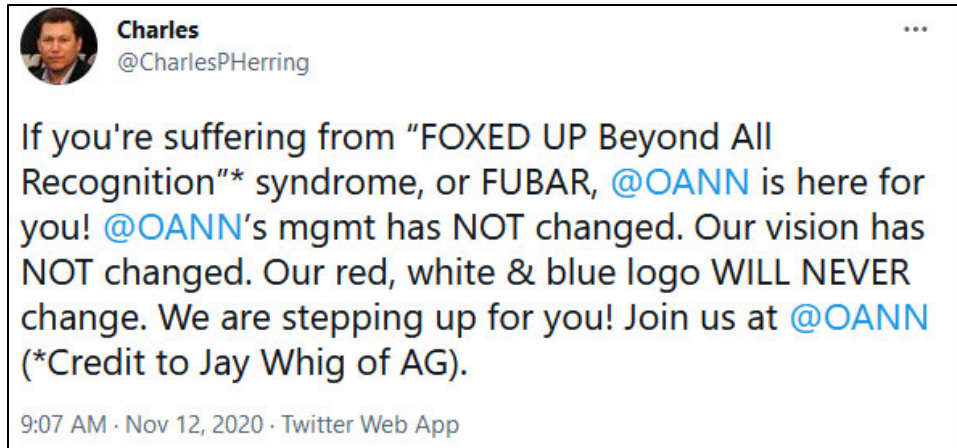 Charles
@CharlesPHerring
If you're suffering from “FOXED UP Beyond All
Recognition”* syndrome, or FUBAR, @OANN is here for
you! @OANN’s mgmt has NOT changed. Our vision has
NOT changed. Our red, white & blue logo WILL NEVER
change. We are stepping up for you! Join us at @OANN
(*Credit to Jay Whig of AG).
9:07 AM · Nov 12, 2020 · Twitter Web App